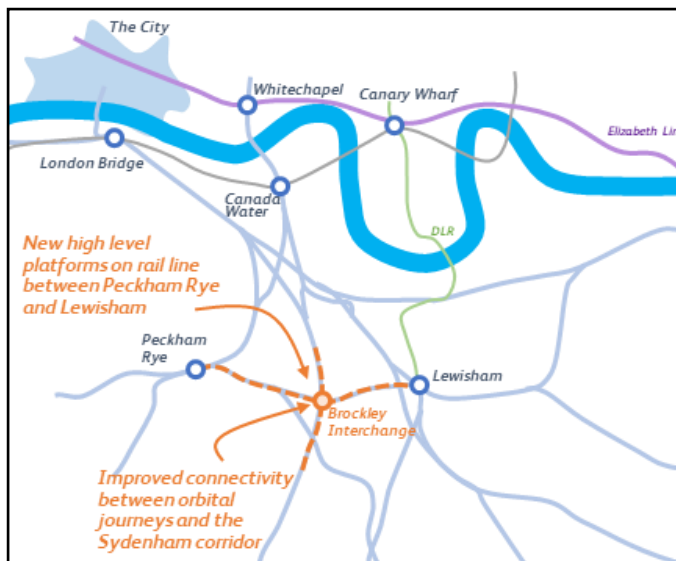 The City
Whitechapel
Canary Wharf
Elizabeth Lin
London Bridge
Canada
Water
DLR
New high level
platforms on rail line
between Peckham Rye
and Lewisham
Peckham
Rye
Lewisham
Brockley
Interchange
Improved connectivity
between orbital
journeys and the
Sydenham corridor